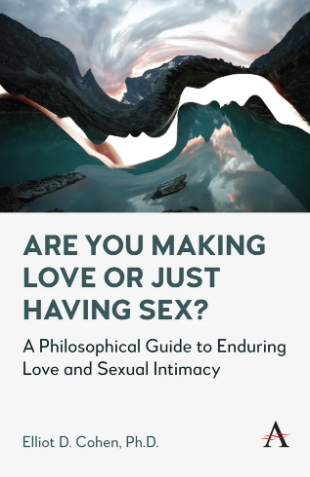 ARE YOU MAKING
LOVE OR JUST
HAVING SEX?
A Philosophical Guide to Enduring
Love and Sexual Intimacy
Elliot D. Cohen, Ph.D.
A